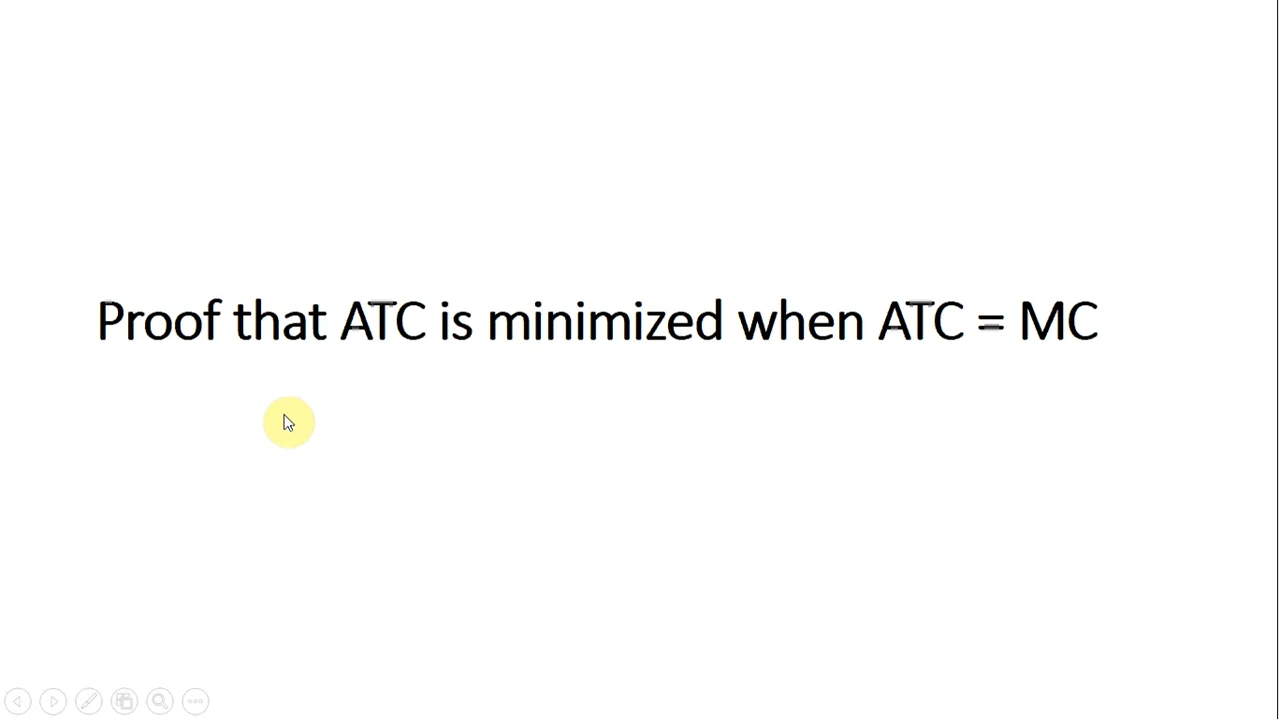 Proof that ATC is minimized when ATC = MC